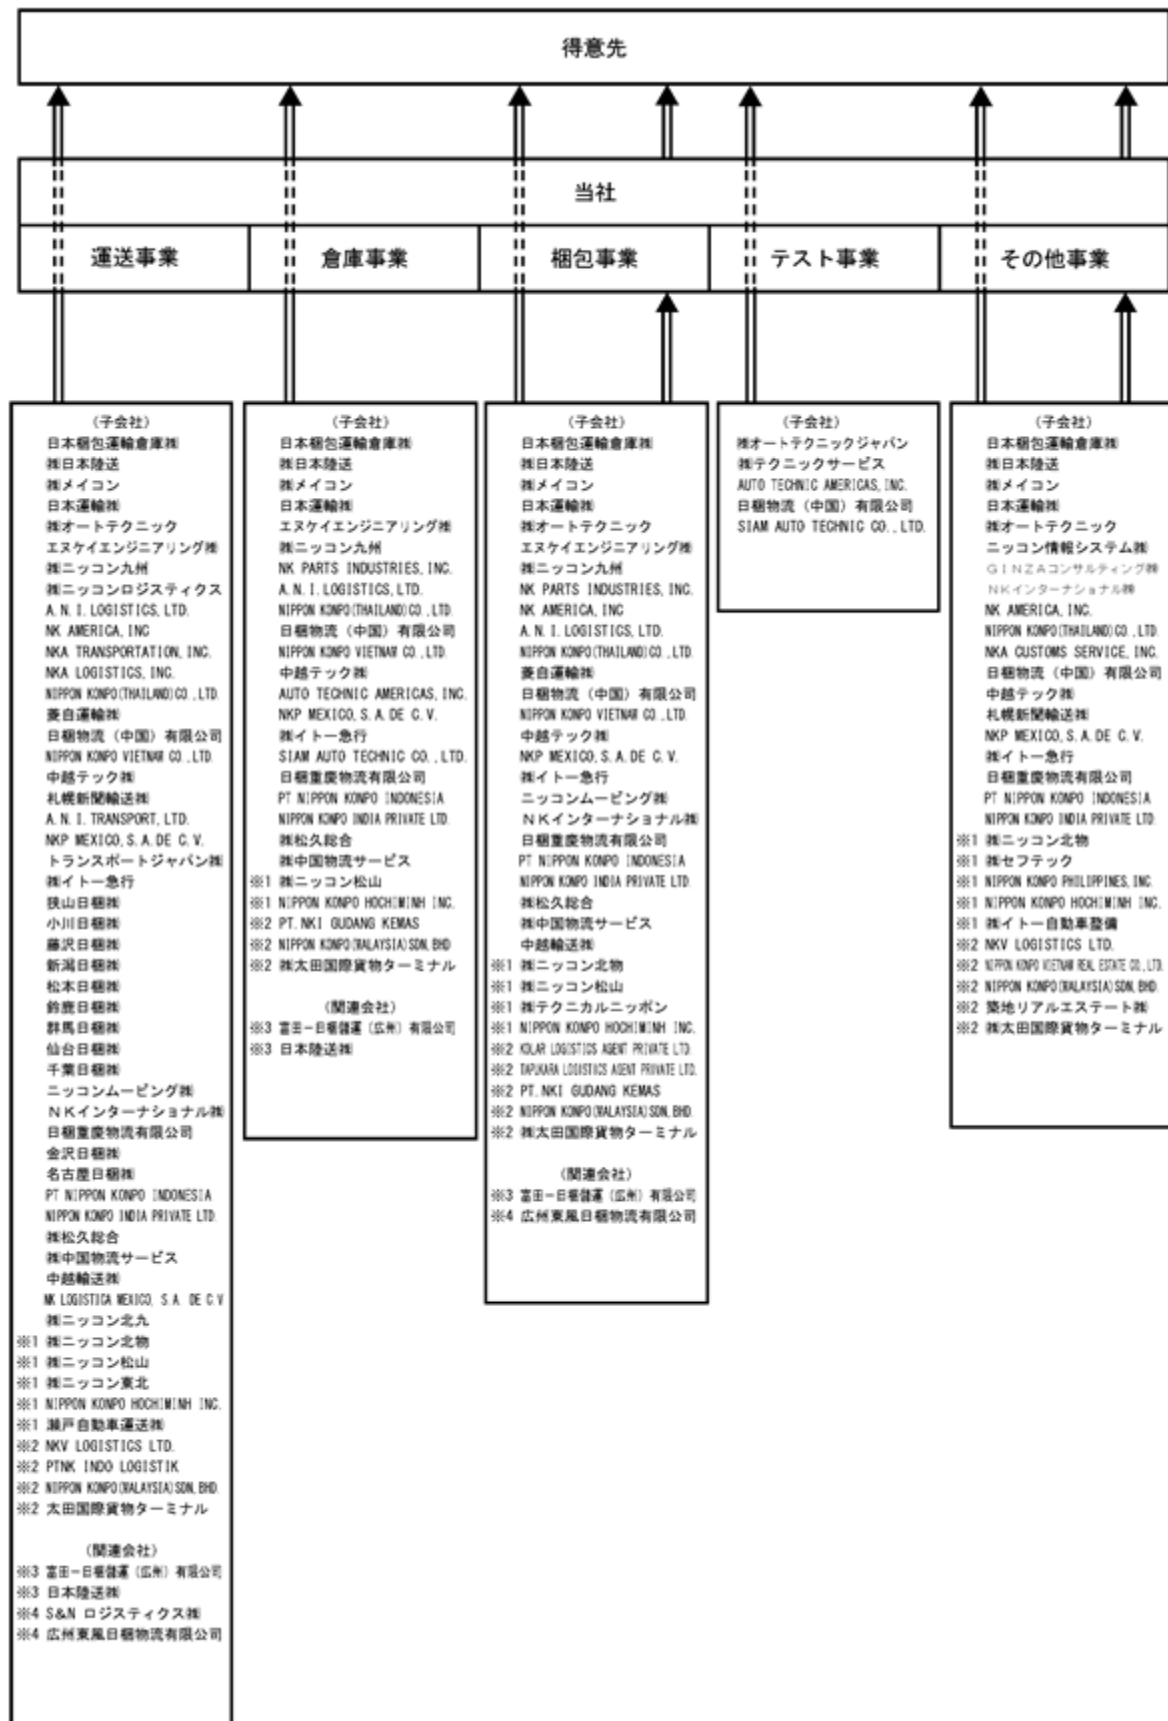 得意先
当社
運送事業
倉庫事業
梱包事業
テスト事業
その他事業
(子会社)
日本梱包運輸倉庫㈱
㈱日本陸送
㈱メイコン
日本運輸㈱
㈱オートテクニック
エヌケイエンジニアリング㈱
㈱ニッコン九州
㈱ニッコンロジスティクス
A.N.I.LOGISTICS,LTD.
NK AMERICA,INC
NKA TRANSPORTATION,INC.
NKA LOGISTICS,INC.
NIPPON KONPO(THAILAND)CO.,LTD.
菱自運輸㈱
日梱物流(中国)有限公司
NIPPON KONPO VIETNAM CO.,LTD.
中越テック㈱
札幌新聞輸送㈱
A.N.I.TRANSPORT,LTD.
NKP MEXICO,S.A.DE C.V.
トランスポートジャパン㈱
㈱イトー急行
狭山日梱㈱
小川日梱㈱
藤沢日梱㈱
新潟日梱㈱
松本日梱㈱
鈴鹿日梱㈱
群馬日梱㈱
仙台日梱㈱
千葉日梱㈱
ニッコンムービング㈱
NKインターナショナル㈱
日梱重慶物流有限公司
金沢日梱㈱
名古屋日梱㈱
PT NIPPON KONPO INDONESIA
NIPPON KONPO INDIA PRIVATE LTD.
㈱松久総合
㈱中国物流サービス
中越輸送㈱
NK LOGISTICA MEXICO, S.A. DE C.V
㈱ニッコン北九
※1 ㈱ニッコン北物
※1 ㈱ニッコン松山
※1 ㈱ニッコン東北
※1 NIPPON KONPO HOCHIMINH INC.
※1 瀬戸自動車運送㈱
※2 NKV LOGISTICS LTD.
※2 PTNK INDO LOGISTIK
※2 NIPPON KONPO(MALAYSIA)SDN.BHD.
※2 太田国際貨物ターミナル
(関連会社)
※3 富田-日梱儲運(広州)有限公司
※3 日本陸送㈱
※4 S&N ロジスティクス㈱
※4 広州東風日梱物流有限公司
(子会社)
日本梱包運輸倉庫㈱
㈱日本陸送
㈱メイコン
日本運輸㈱
エヌケイエンジニアリング㈱
㈱ニッコン九州
NK PARTS INDUSTRIES,INC.
A.N.I.LOGISTICS,LTD.
NIPPON KONPO(THAILAND)CO.,LTD.
日梱物流(中国)有限公司
NIPPON KONPO VIETNAM CO.,LTD.
中越テック㈱
AUTO TECHNIC AMERICAS,INC.
NKP MEXICO,S.A.DE C.V.
㈱イトー急行
SIAM AUTO TECHNIC CO.,LTD.
日梱重慶物流有限公司
PT NIPPON KONPO INDONESIA
NIPPON KONPO INDIA PRIVATE LTD.
㈱松久総合
㈱中国物流サービス
※1 ㈱ニッコン松山
※1 NIPPON KONPO HOCHIMINH INC.
※2 PT.NKI GUDANG KEMAS
※2 NIPPON KONPO(MALAYSIA)SDN.BHD
※2 ㈱太田国際貨物ターミナル
(関連会社)
※3 富田-日梱儲運(広州)有限公司
※3 日本陸送㈱
(子会社)
日本梱包運輸倉庫㈱
㈱日本陸送
㈱メイコン
日本運輸㈱
㈱オートテクニック
エヌケイエンジニアリング㈱
㈱ニッコン九州
NK PARTS INDUSTRIES,INC.
NK AMERICA,INC
A.N.I.LOGISTICS,LTD.
NIPPON KONPO(THAILAND)CO.,LTD.
菱自運輸㈱
日梱物流(中国)有限公司
NIPPON KONPO VIETNAM CO.,LTD.
中越テック㈱
NKP MEXICO,S.A.DE C.V.
㈱イトー急行
ニッコンムービング㈱
NKインターナショナル㈱
日梱重慶物流有限公司
PT NIPPON KONPO INDONESIA
NIPPON KONPO INDIA PRIVATE LTD.
㈱松久総合
㈱中国物流サービス
中越輸送㈱
※1 ㈱ニッコン北物
※1 ㈱ニッコン松山
※1 ㈱テクニカルニッポン
※1 NIPPON KONPO HOCHIMINH INC.
※2 KOLAR LOGISTICS AGENT PRIVATE LTD.
※2 TAPUKARA LOGISTICS AGENT PRIVATE LTD.
※2 PT.NKI GUDANG KEMAS
※2 NIPPON KONPO(MALAYSIA)SDN.BHD.
※2 ㈱太田国際貨物ターミナル
(関連会社)
※3 富田-日梱儲運(広州)有限公司
※4 広州東風日梱物流有限公司
(子会社)
㈱オートテクニックジャパン
㈱テクニックサービス
AUTO TECHNIC AMERICAS,INC.
日梱物流(中国)有限公司
SIAM AUTO TECHNIC CO.,LTD.
(子会社)
日本梱包運輸倉庫㈱
㈱日本陸送
㈱メイコン
日本運輸㈱
㈱オートテクニック
ニッコン情報システム㈱
GINZAコンサルティング㈱
NKインターナショナル㈱
NK AMERICA,INC.
NIPPON KONPO(THAILAND)CO.,LTD.
NKA CUSTOMS SERVICE,INC.
日梱物流(中国)有限公司
中越テック㈱
札幌新聞輸送㈱
NKP MEXICO,S.A.DE C.V.
㈱イトー急行
日梱重慶物流有限公司
PT NIPPON KONPO INDONESIA
NIPPON KONPO INDIA PRIVATE LTD.
※1 ㈱ニッコン北物
※1 ㈱セフテック
※1 NIPPON KONPO PHILIPPINES,INC.
※1 NIPPON KONPO HOCHIMINH INC.
※1 ㈱イトー自動車整備
※2 NKV LOGISTICS LTD.
※2 NIPPON KONPO VIETNAM REAL ESTATE CO.,LTD.
※2 NIPPON KONPO(MALAYSIA)SDN.BHD.
※2 築地リアルエステート㈱
※2 ㈱太田国際貨物ターミナル